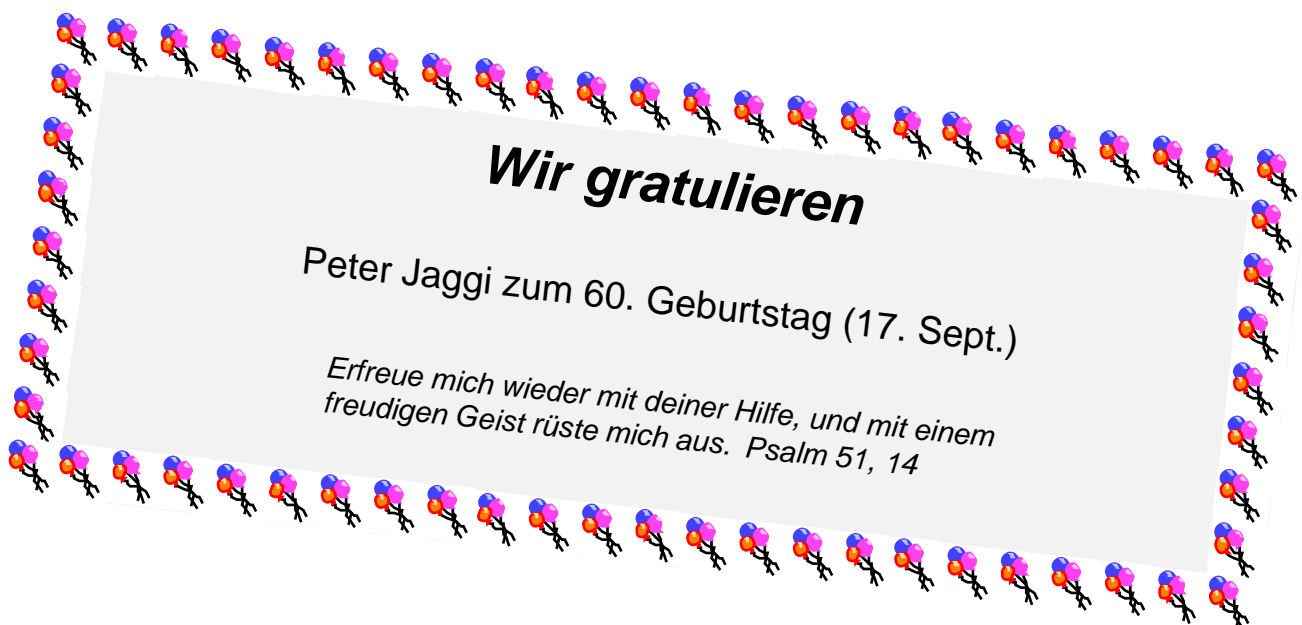 Wir gratulieren
Peter Jaggi zum 60. Geburtstag (17. Sept.)
Erfreue mich wieder mit deiner Hilfe, und mit einem
freudigen Geist rüste mich aus.  Psalm 51, 14